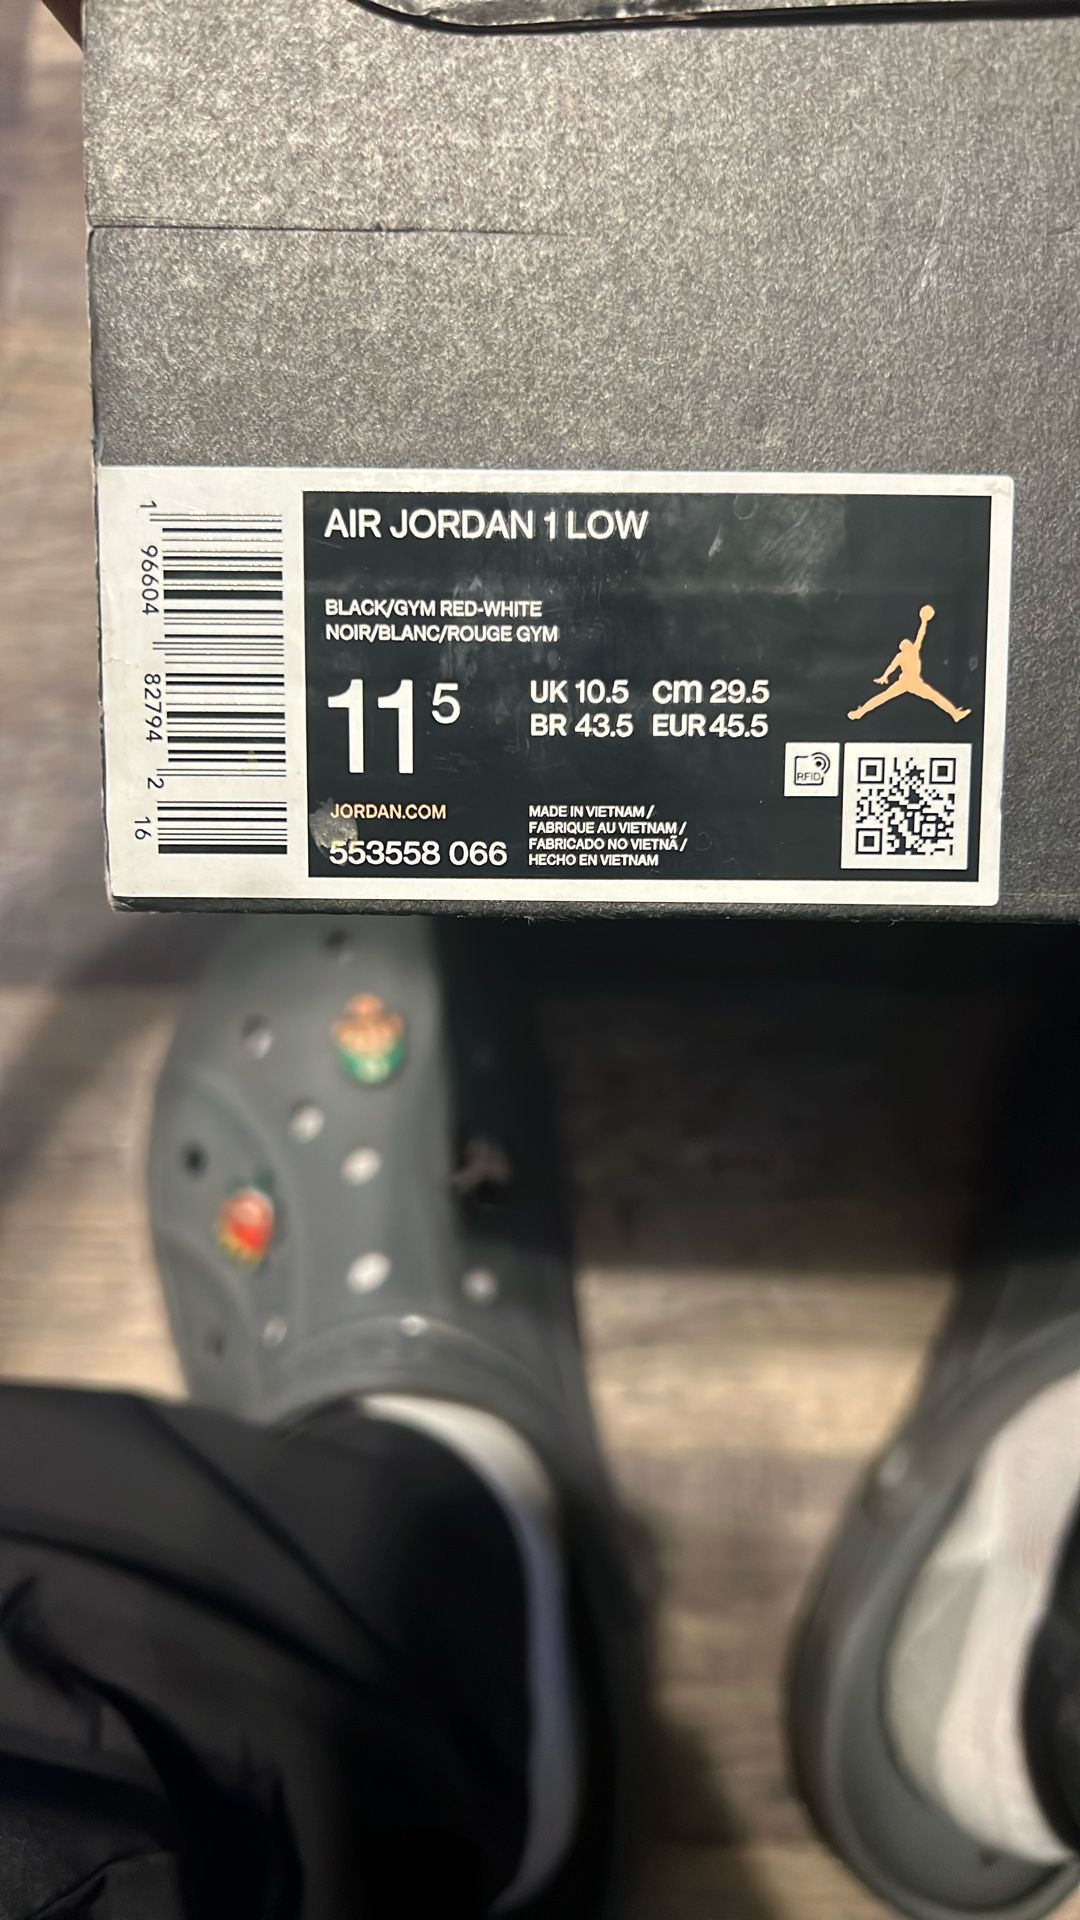 AIR JORDAN 1 LOW
BLACK/GYM RED-WHITE
NOIR/BLANC/ROUGE GYM
11 5
UK 10.5 cm 29.5
BR 43.5 EUR 45.5
RFID
JORDAN.COM
553558 066
MADE IN VIETNAM /
FABRIQUE AU VIETNAM /
FABRICADO NO VIETNÃ /
HECHO EN VIETNAM
1 96604 82794 2 16